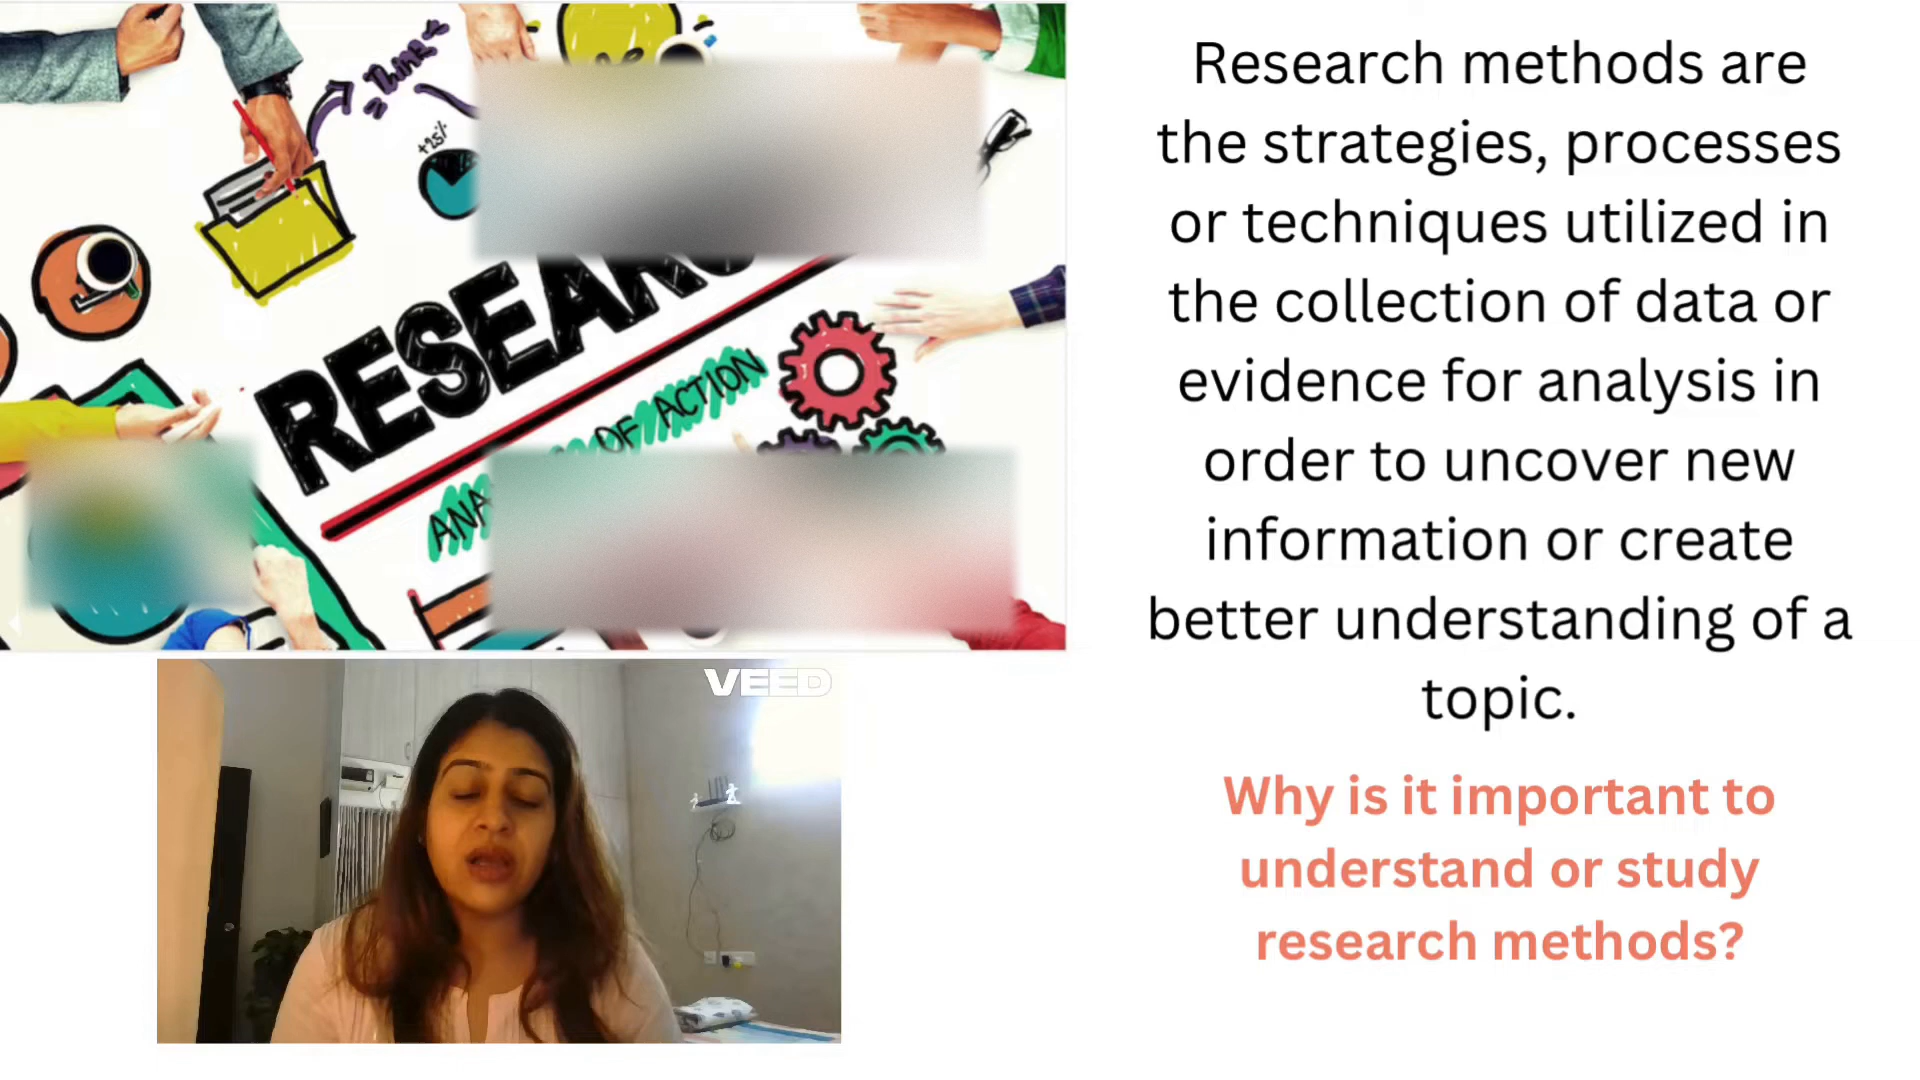 Think
+25%
OF ACTION
VEED
Research methods are
the strategies, processes
or techniques utilized in
the collection of data or
evidence for analysis in
order to uncover new
information or create
better understanding of a
topic.
Why is it important to
understand or study
research methods?